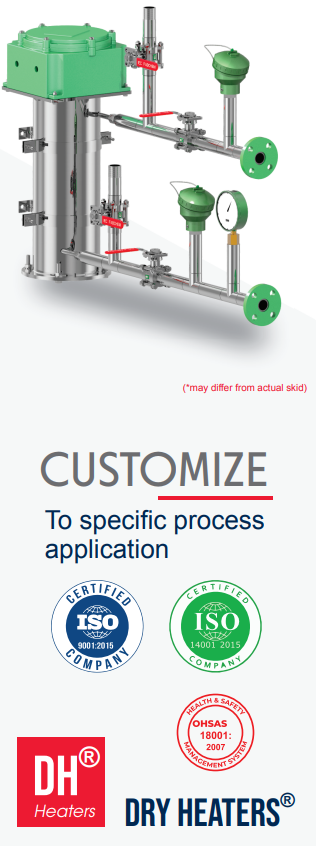 (*may differ from actual skid)
CUSTOMIZE
To specific process
application
CERTIFIED
ISO
9001:2015
COMPANY
CERTIFIED
ISO
14001 2015
COMPANY
HEALTH & SAFETY
OHSAS
18001:
2007
MANAGEMENT SYSTEM
DH®
Heaters
DRY HEATERS®